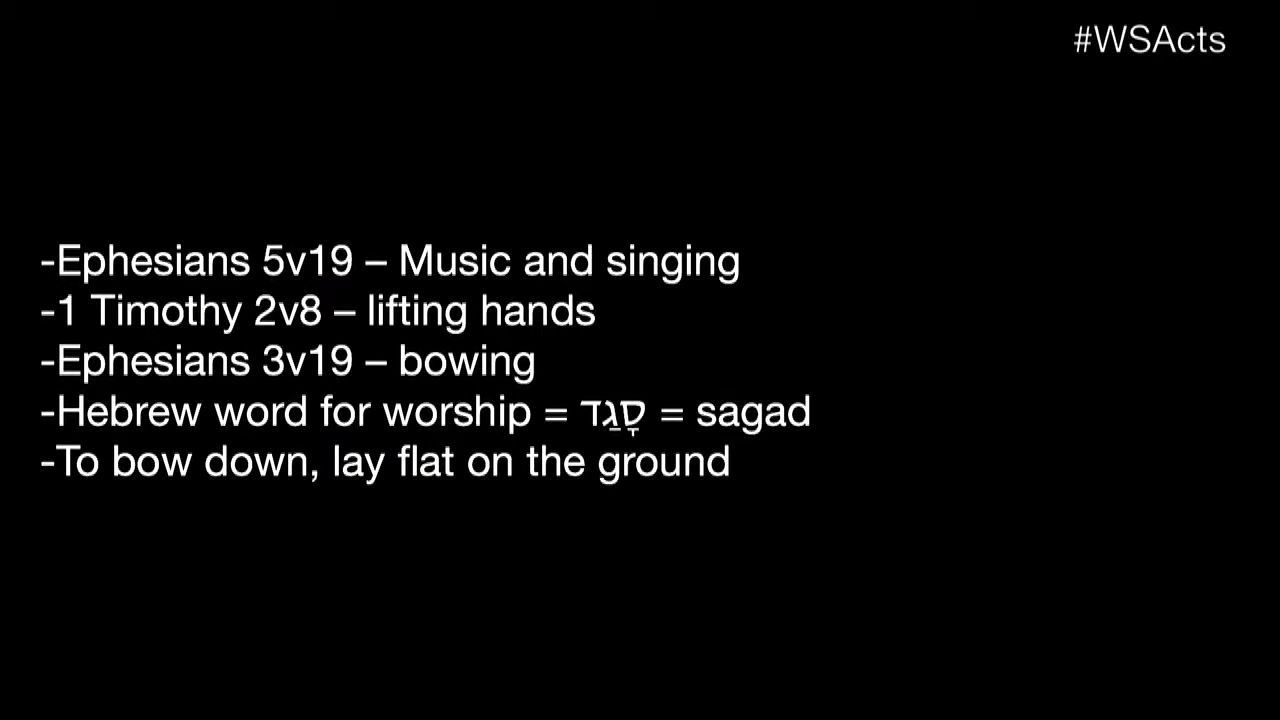 #WSActs
-Ephesians 5v19 – Music and singing
-1 Timothy 2v8 – lifting hands
-Ephesians 3v19 – bowing
-Hebrew word for worship = סָגַד = sagad
-To bow down, lay flat on the ground